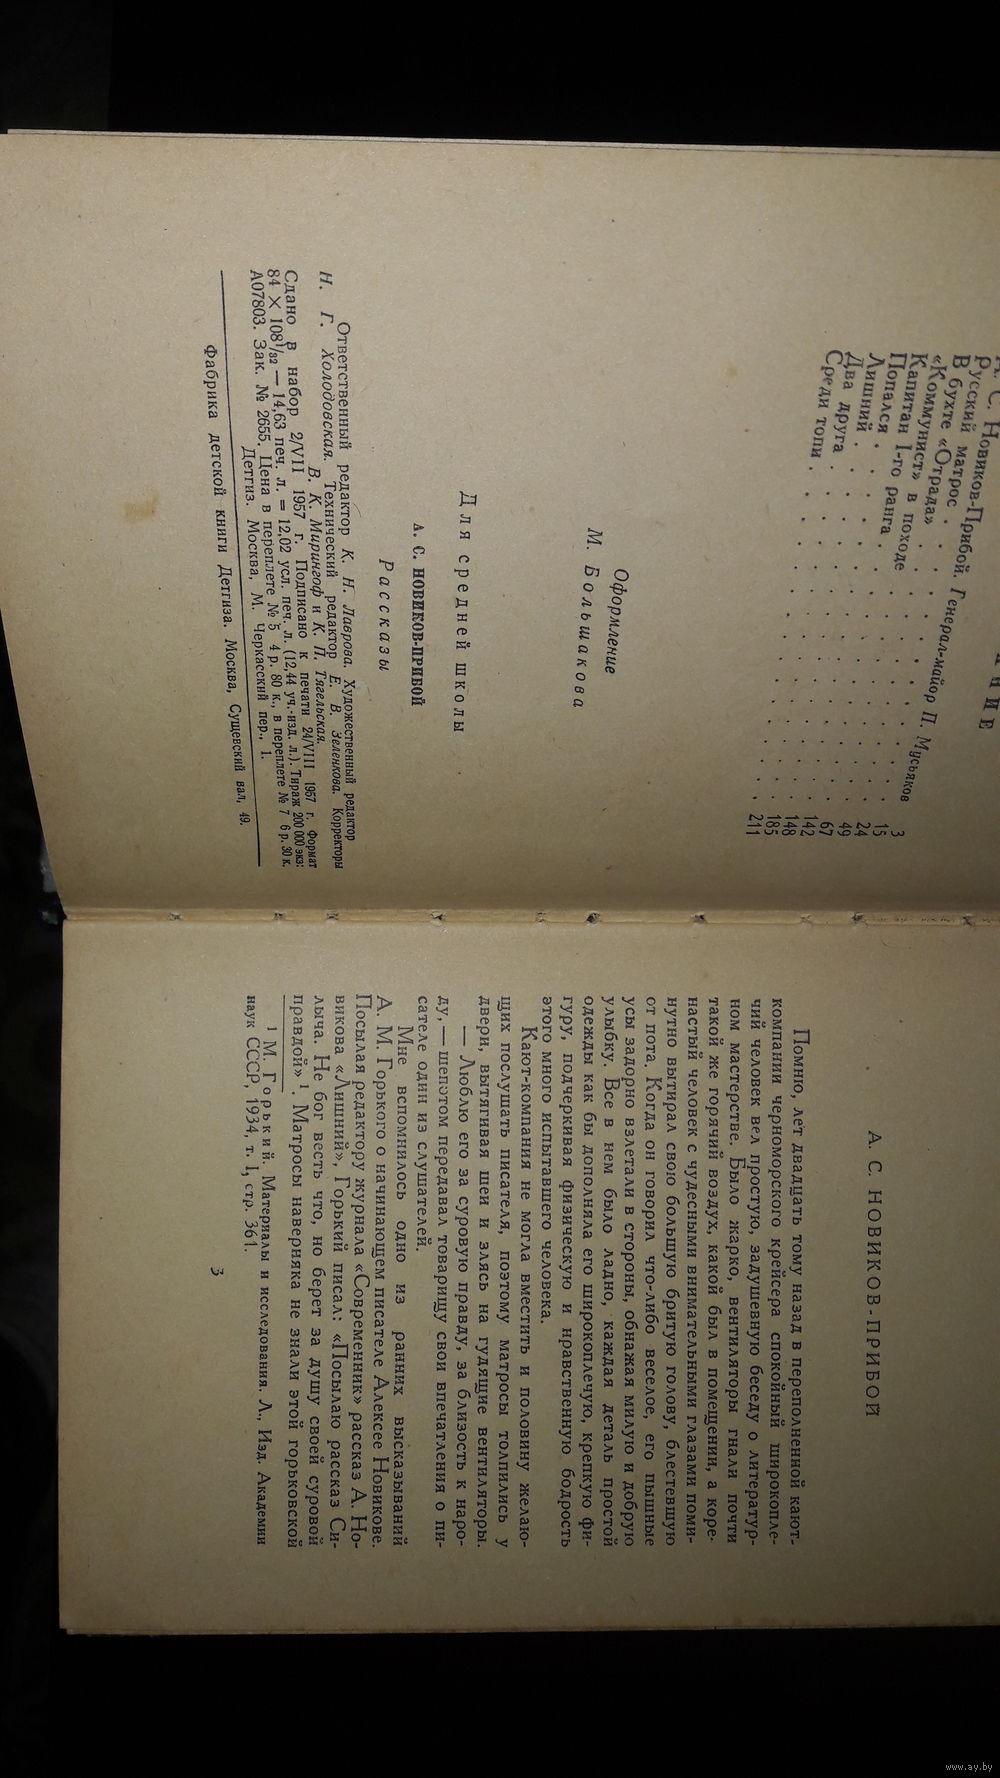 НИЕ
А. С. Новиков-Прибой. Генерал-майор П. Мусьяков 3
Русский матрос 15
В бухте «Отрада» 24
«Коммунист» в походе 49
Капитан I-го ранга 67
Попался 142
Лишний 148
Два друга 185
Среди топи 211
Оформление
М. Большакова
Для средней школы
А. С. НОВИКОВ-ПРИБОЙ
Рассказы
Ответственный редактор К. Н. Лаврова. Художественный редактор
Н. Г. Холодовская. Технический редактор Е. В. Зеленкова. Корректоры
В. К. Мирингоф и К. П. Тягельская.
Сдано в набор 2/VII 1957 г. Подписано к печати 24/VIII 1957 г. Формат
84 × 108 1/32 — 14,63 печ. л. = 12,02 усл. печ. л. (12,44 уч.-изд. л.). Тираж 200 000 экз.
А07803. Зак. № 2655. Цена в переплете № 5 4 р. 80 к., в переплете № 7 6 р. 30 к.
Детгиз. Москва, М. Черкасский пер., 1.
Фабрика детской книги Детгиза. Москва, Сущевский вал, 49.
А. С. НОВИКОВ-ПРИБОЙ
Помню, лет двадцать тому назад в переполненной кают-
компании черноморского крейсера спокойный широкопле-
чий человек вел простую, задушевную беседу о литератур-
ном мастерстве. Было жарко, вентиляторы гнали почти
такой же горячий воздух, какой был в помещении, а коре-
настый человек с чудесными внимательными глазами поми-
нутно вытирал свою большую бритую голову, блестевшую
от пота. Когда он говорил что-либо веселое, его пышные
усы задорно взлетали в стороны, обнажая милую и добрую
улыбку. Все в нем было ладно, каждая деталь простой
одежды как бы дополняла его широкоплечую, крепкую фи-
гуру, подчеркивая физическую и нравственную бодрость
этого много испытавшего человека.
Кают-компания не могла вместить и половину желаю-
щих послушать писателя, поэтому матросы толпились у
двери, вытягивая шеи и злясь на гудящие вентиляторы.
— Люблю его за суровую правду, за близость к наро-
ду, — шепотом передавал товарищу свои впечатления о пи-
сателе один из слушателей.
Мне вспомнилось одно из ранних высказываний
А. М. Горького о начинающем писателе Алексее Новикове.
Посылая редактору журнала «Современник» рассказ А. Но-
викова «Лишний», Горький писал: «Посылаю рассказ Си-
лыча. Не бог весть что, но берет за душу своей суровой
правдой» ¹. Матросы наверняка не знали этой горьковской
¹ М. Горький. Материалы и исследования. Л., Изд. Академии
наук СССР, 1934, т. I, стр. 361.
3
www.ay.by